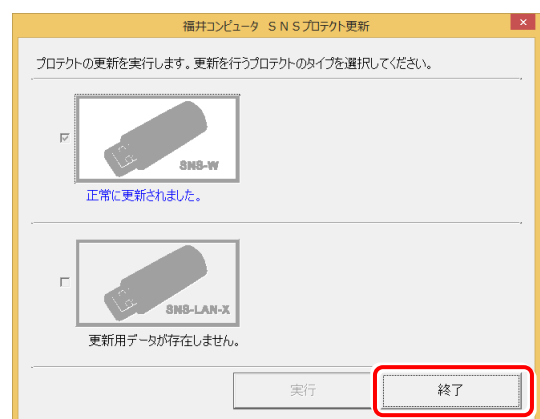 福井コンピュータ ＳＮＳプロテクト更新
プロテクトの更新を実行します。更新を行うプロテクトのタイプを選択してください。
SNS-W
正常に更新されました。
SNS-LAN-X
更新用データが存在しません。
実行
終了